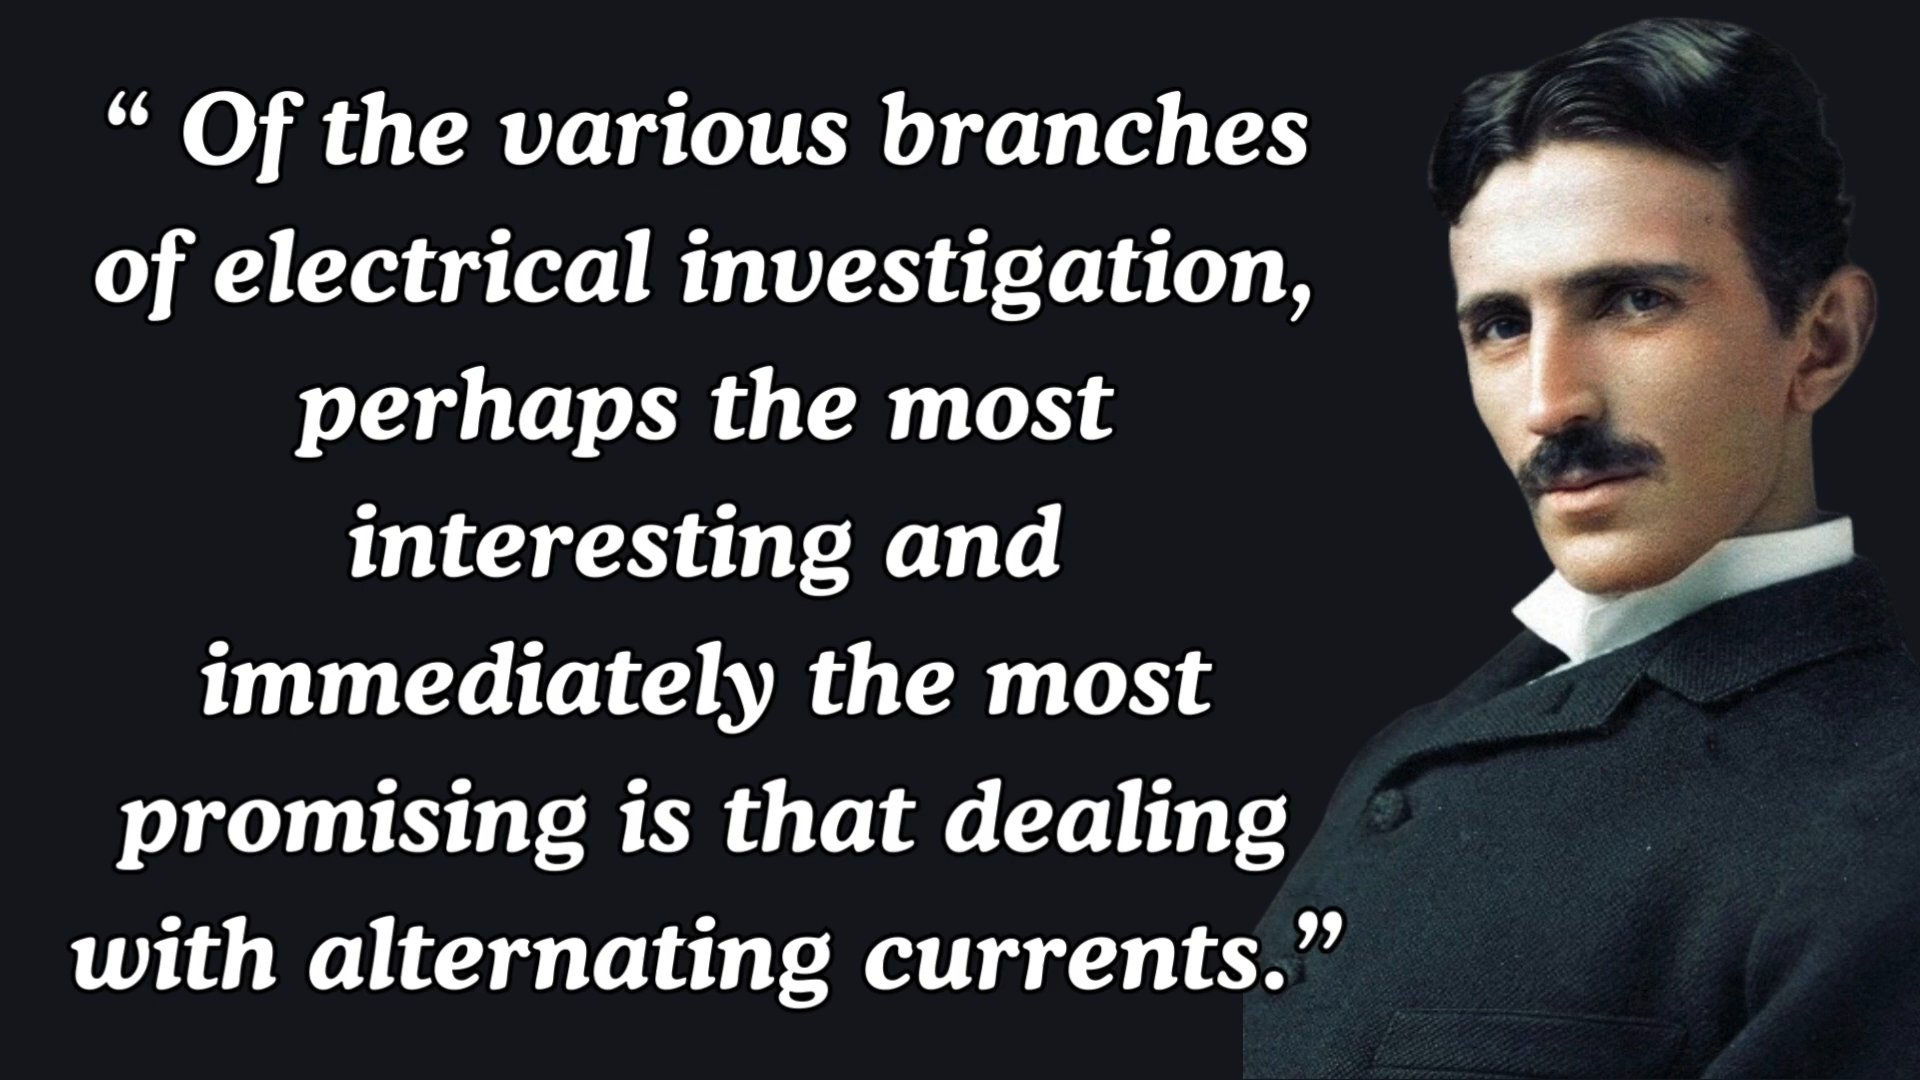 “ Of the various branches
of electrical investigation,
perhaps the most
interesting and
immediately the most
promising is that dealing
with alternating currents.”